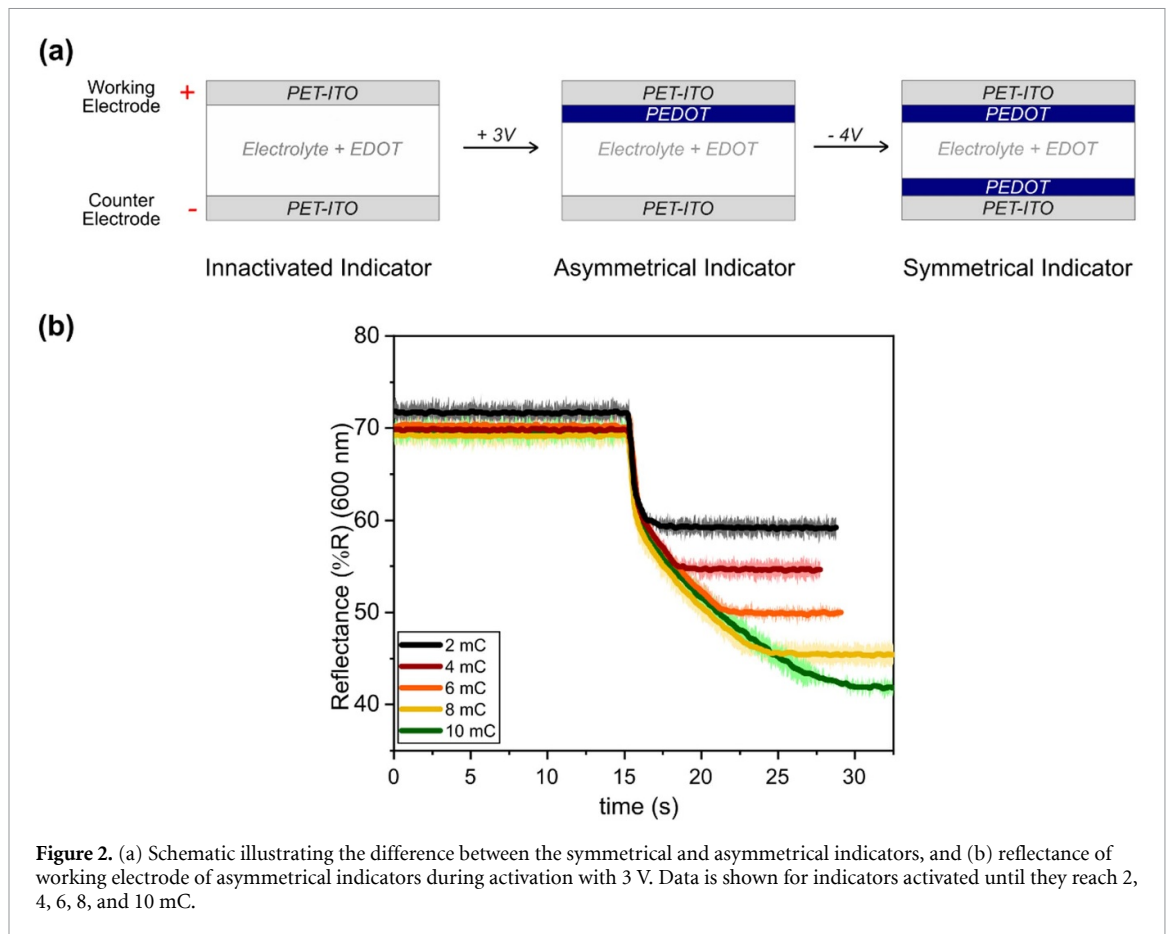 (a)
Working
Electrode
+
PET-ITO
Electrolyte + EDOT
PET-ITO
Counter
Electrode
-
+ 3V
PET-ITO
PEDOT
Electrolyte + EDOT
PET-ITO
- 4V
PET-ITO
PEDOT
Electrolyte + EDOT
PEDOT
PET-ITO
Innactivated Indicator
Asymmetrical Indicator
Symmetrical Indicator
(b)
Reflectance (%R) (600 nm)
80
70
60
50
40
2 mC
4 mC
6 mC
8 mC
10 mC
0 5 10 15 20 25 30
time (s)
Figure 2. (a) Schematic illustrating the difference between the symmetrical and asymmetrical indicators, and (b) reflectance of
working electrode of asymmetrical indicators during activation with 3 V. Data is shown for indicators activated until they reach 2,
4, 6, 8, and 10 mC.